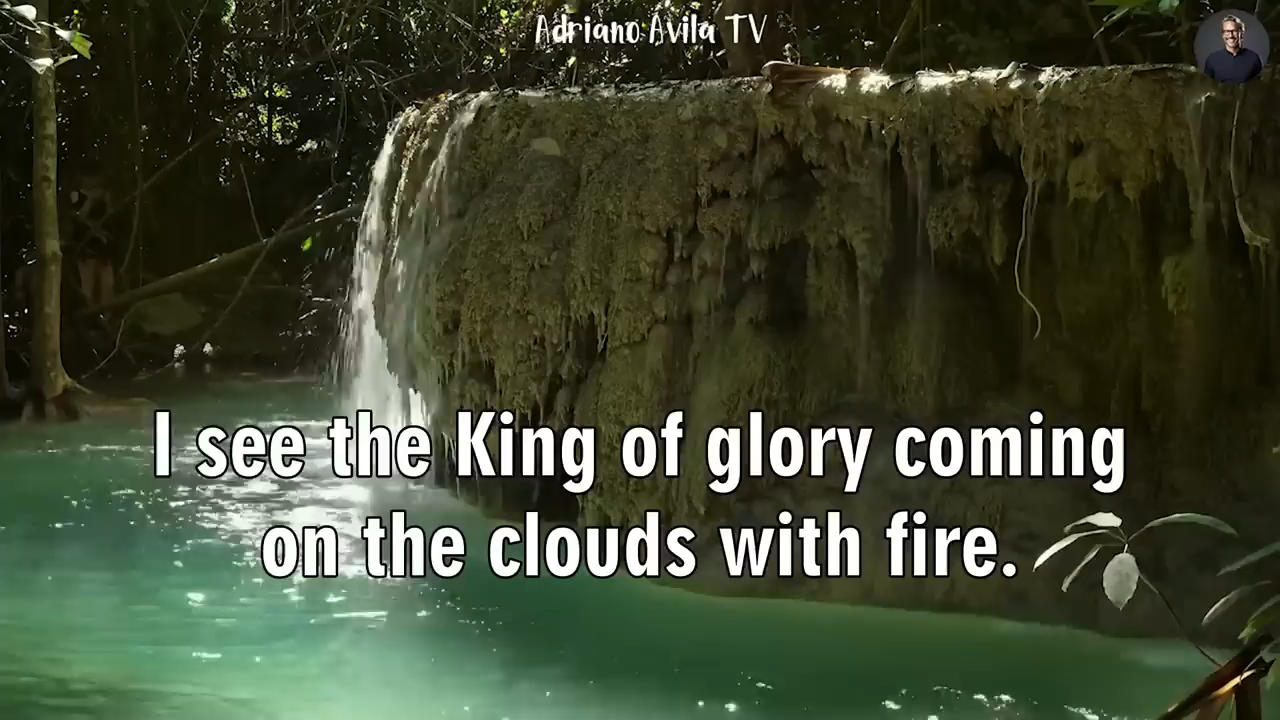 Adriano Avila TV
I see the King of glory coming
on the clouds with fire.